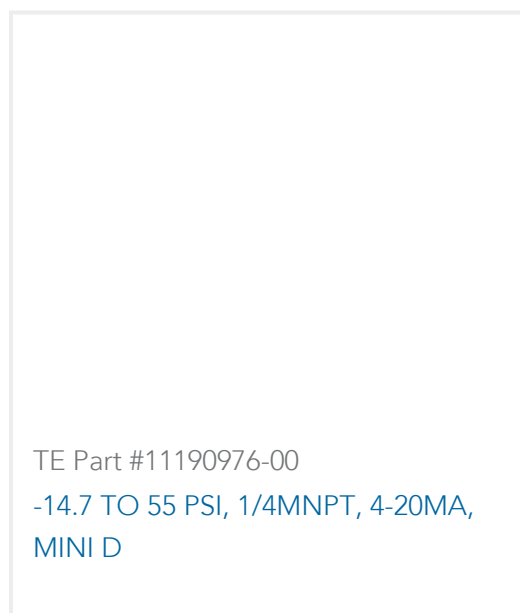 TE Part #11190976-00
-14.7 TO 55 PSI, 1/4MNPT, 4-20MA,
MINI D